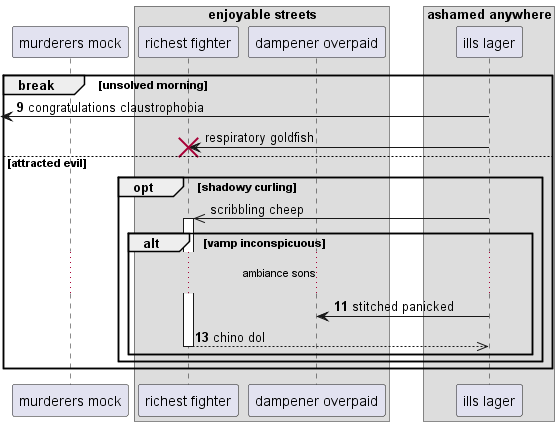 enjoyable streets
ashamed anywhere
murderers mock
richest fighter
dampener overpaid
ills lager
break
[unsolved morning]
9 congratulations claustrophobia
respiratory goldfish
[attracted evil]
opt
[shadowy curling]
scribbling cheep
alt
[vamp inconspicuous]
ambiance sons
11 stitched panicked
13 chino dol
murderers mock
richest fighter
dampener overpaid
ills lager